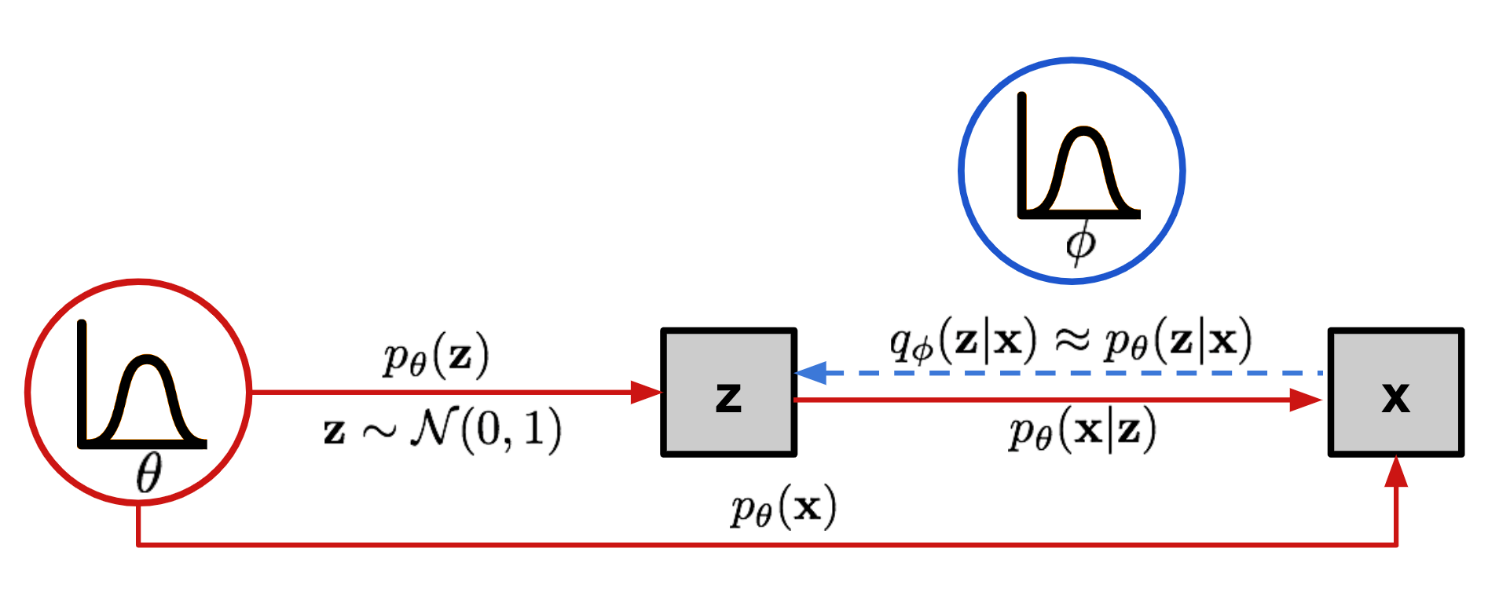 ϕ
p_θ(𝐳)
𝐳 ∼ 𝒩(0, 1)
θ
𝐳
q_ϕ(𝐳|𝐱) ≈ p_θ(𝐳|𝐱)
p_θ(𝐱|𝐳)
𝐱
p_θ(𝐱)